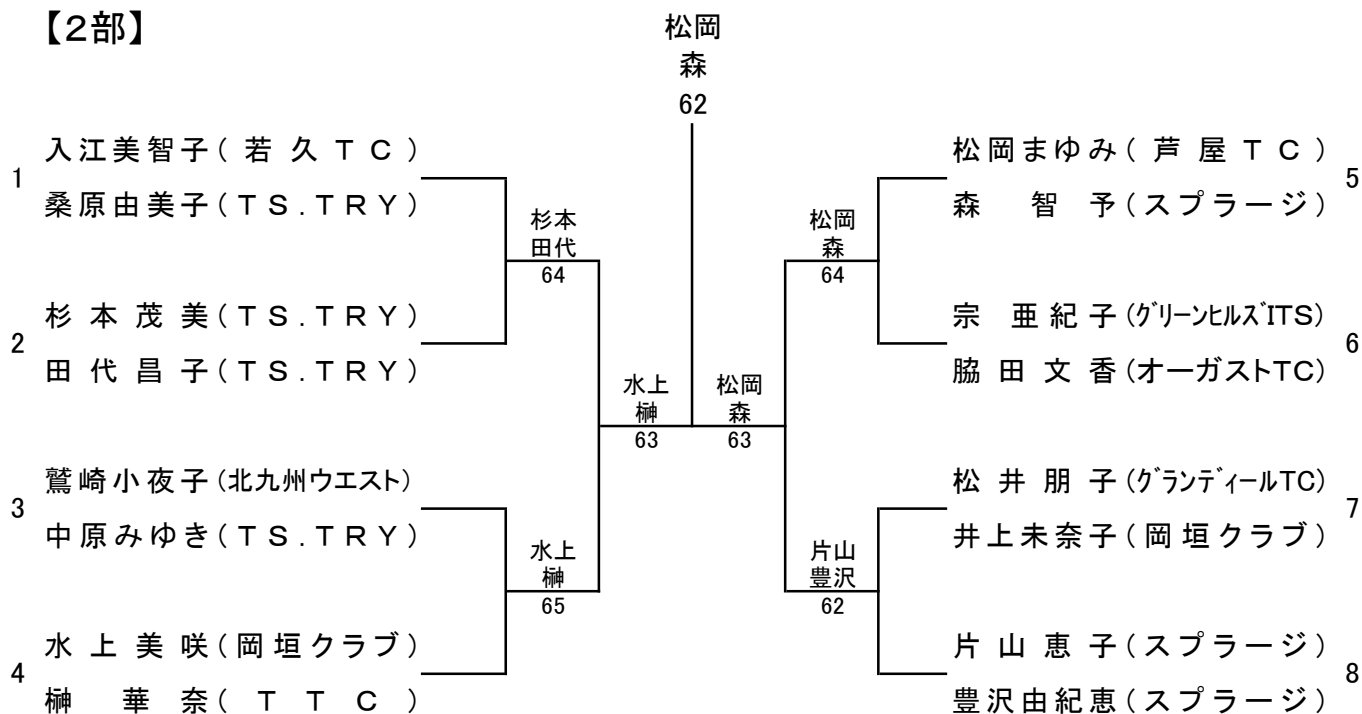 【2部】
松岡
森
62
1
入江美智子(若久TC)
桑原由美子(TS.TRY)
杉本
田代
64
2
杉本茂美(TS.TRY)
田代昌子(TS.TRY)
水上
榊
63
3
鷲崎小夜子(北九州ウエスト)
中原みゆき(TS.TRY)
水上
榊
65
4
水上美咲(岡垣クラブ)
榊華奈(TTC)
松岡まゆみ(芦屋TC)
森智予(スプラージ)
5
松岡
森
64
宗亜紀子(グリーンヒルズITS)
脇田文香(オーガストTC)
6
松岡
森
63
松井朋子(グランディールTC)
井上未奈子(岡垣クラブ)
7
片山
豊沢
62
片山恵子(スプラージ)
豊沢由紀恵(スプラージ)
8